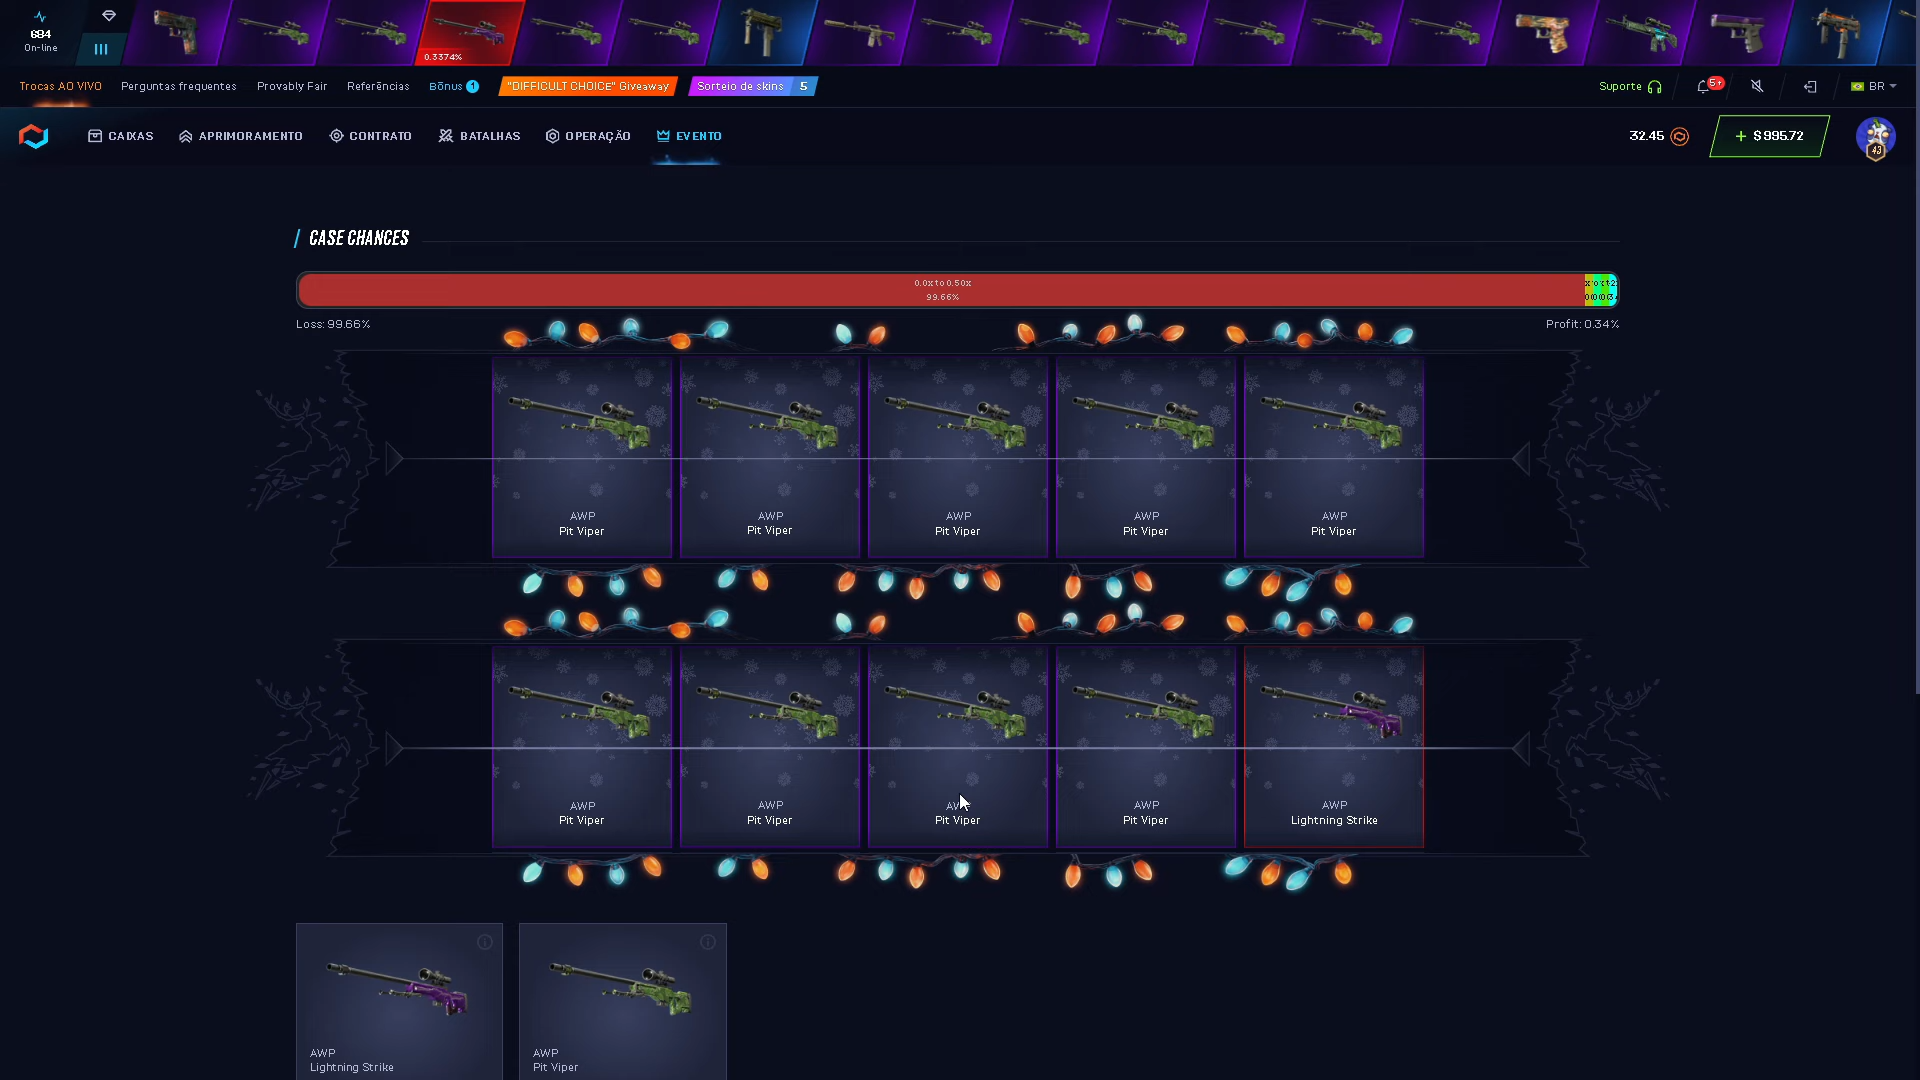 684
On-line
0.3374%
Trocas AO VIVO
Perguntas frequentes
Provably Fair
Referências
Bônus 1
"DIFFICULT CHOICE" Giveaway
Sorteio de skins 5
Suporte
5+
BR
CAIXAS
APRIMORAMENTO
CONTRATO
BATALHAS
OPERAÇÃO
EVENTO
32.45
+ $ 995.72
43
/ CASE CHANCES
0.0x to 0.50x
99.66%
Loss: 99.66%
Profit: 0.34%
AWP
Pit Viper
AWP
Pit Viper
AWP
Pit Viper
AWP
Pit Viper
AWP
Pit Viper
AWP
Pit Viper
AWP
Pit Viper
Pit Viper
AWP
Pit Viper
AWP
Lightning Strike
AWP
Lightning Strike
AWP
Pit Viper